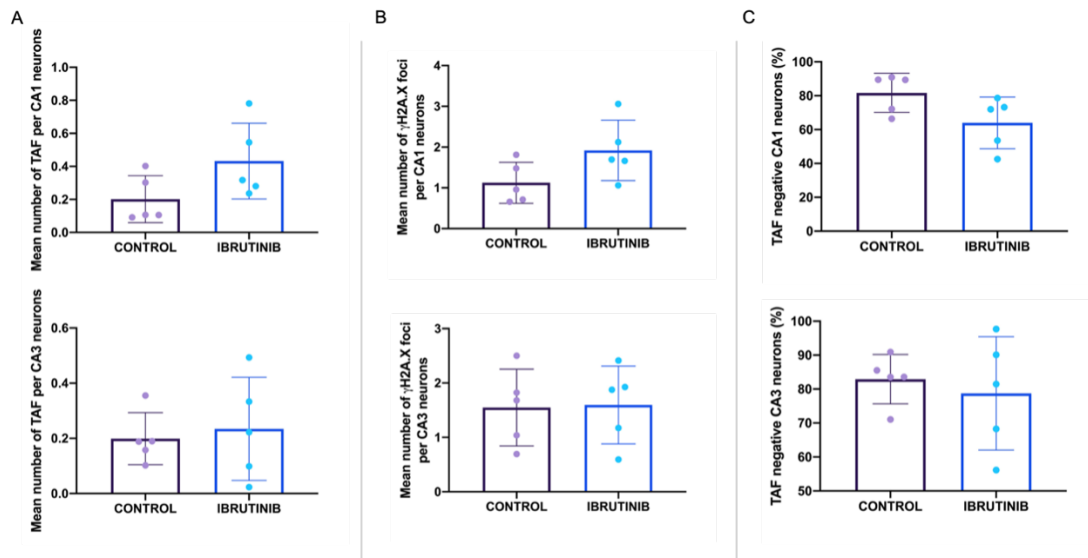 A
Mean number of TAF per CA1 neurons
1.0
0.8
0.6
0.4
0.2
0.0
CONTROL IBRUTINIB
Mean number of TAF per CA3 neurons
0.6
0.4
0.2
0.0
CONTROL IBRUTINIB
B
Mean number of γH2A.X foci
per CA1 neurons
4
3
2
1
0
CONTROL IBRUTINIB
Mean number of γH2A.X foci
per CA3 neurons
3
2
1
0
CONTROL IBRUTINIB
C
TAF negative CA1 neurons (%)
100
80
60
40
20
0
CONTROL IBRUTINIB
TAF negative CA3 neurons (%)
100
90
80
70
60
50
CONTROL IBRUTINIB